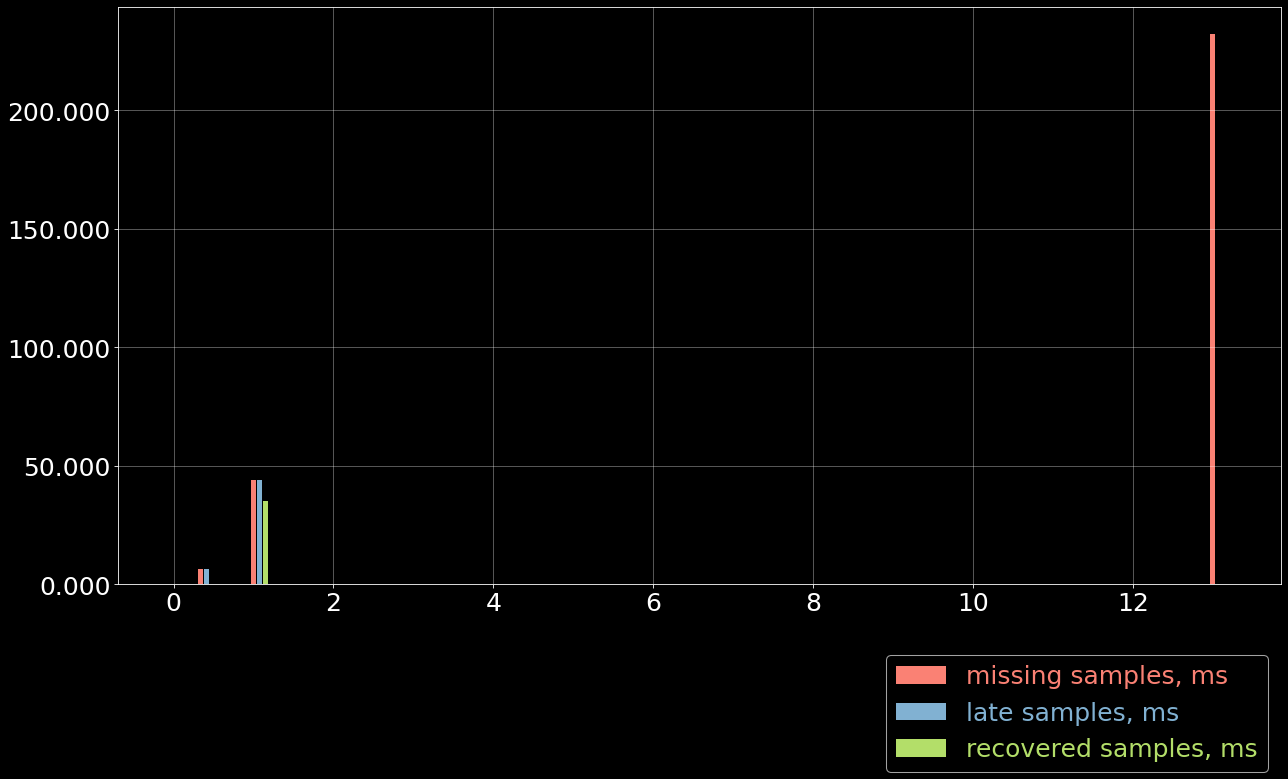 200.000
150.000
100.000
50.000
0.000
0 2 4 6 8 10 12
missing samples, ms
late samples, ms
recovered samples, ms